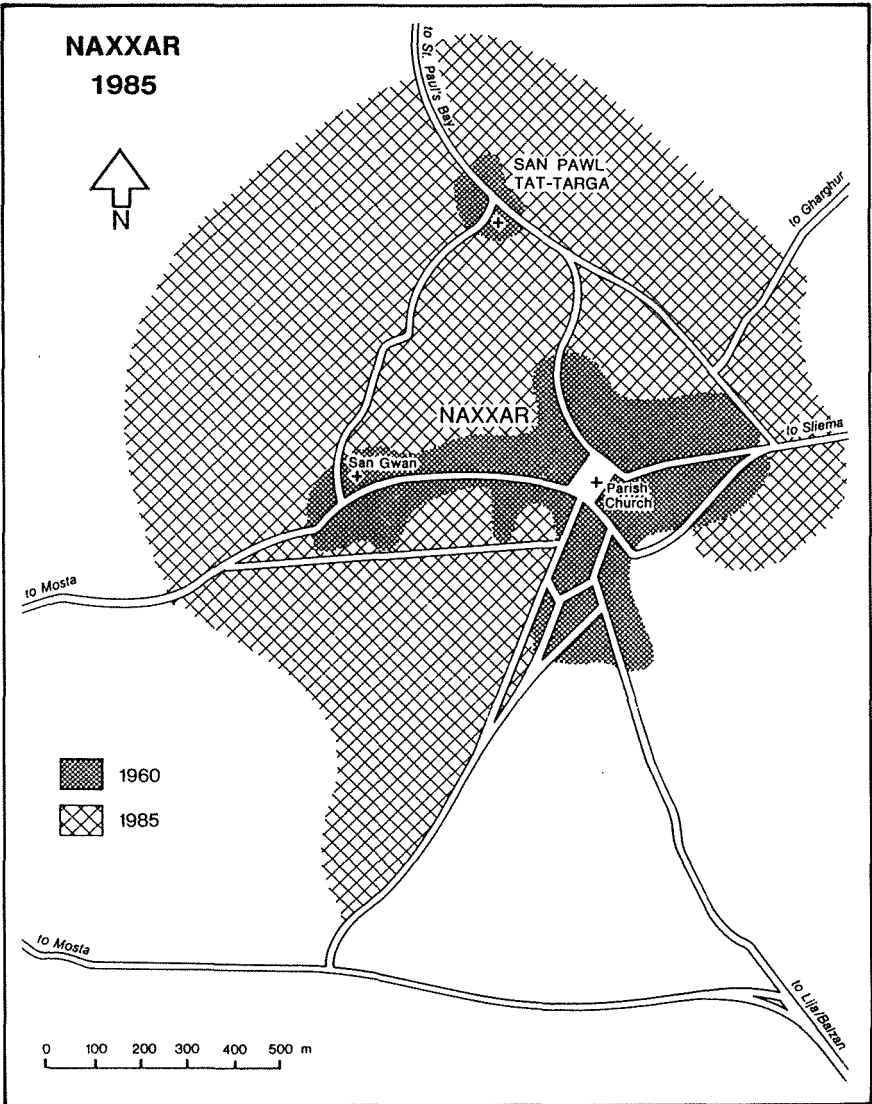 NAXXAR
1985
N
to St. Paul's Bay
SAN PAWL
TAT-TARGA
to Gharghur
NAXXAR
to Sliema
San Gwan
Parish
Church
to Mosta
1960
1985
to Mosta
to Lija/Balzan
0 100 200 300 400 500 m